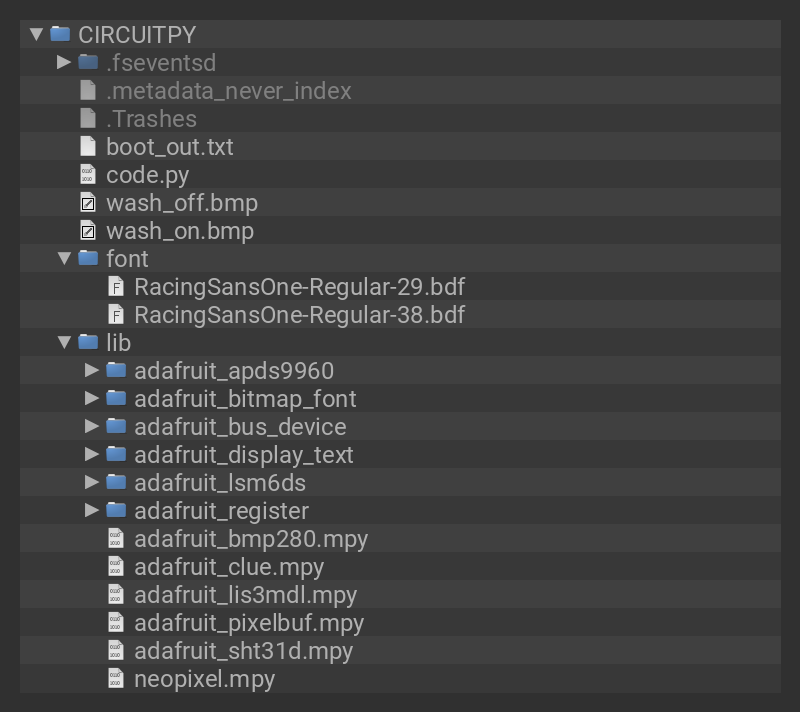 CIRCUITPY
.fseventsd
.metadata_never_index
.Trashes
boot_out.txt
code.py
wash_off.bmp
wash_on.bmp
font
RacingSansOne-Regular-29.bdf
RacingSansOne-Regular-38.bdf
lib
adafruit_apds9960
adafruit_bitmap_font
adafruit_bus_device
adafruit_display_text
adafruit_lsm6ds
adafruit_register
adafruit_bmp280.mpy
adafruit_clue.mpy
adafruit_lis3mdl.mpy
adafruit_pixelbuf.mpy
adafruit_sht31d.mpy
neopixel.mpy